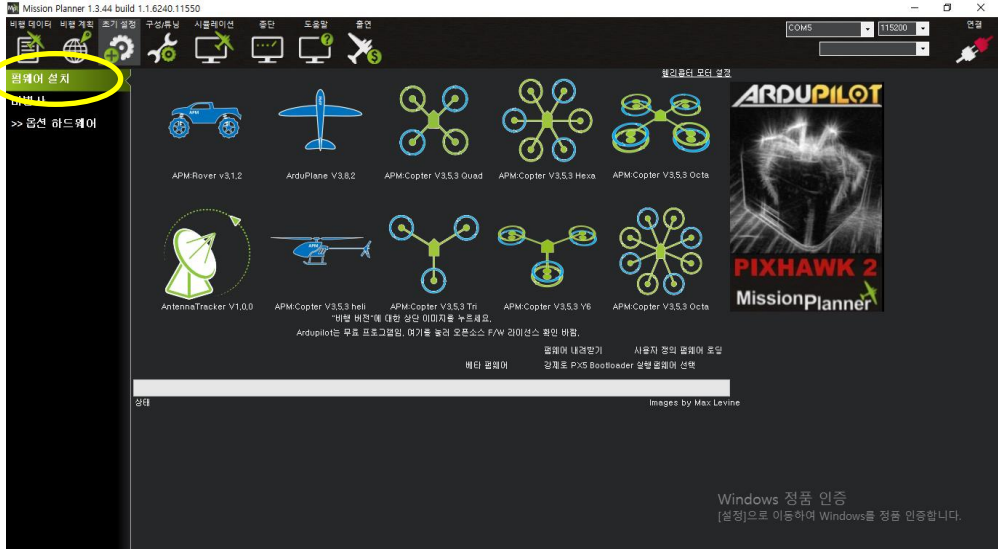 Mission Planner 1.3.44 build 1.1.6240.11550
비행 데이터 비행 계획 초기 설정 구성/튜닝 시뮬레이션 중단 도움말 출연
COM5 115200 연결
펌웨어 설치
>> 옵션 하드웨어
헬리콥터 모터 설정
APM:Rover v3,1,2 ArduPlane V3,8,2 APM:Copter V3,5,3 Quad APM:Copter V3,5,3 Hexa APM:Copter V3,5,3 Octa
AntennaTracker V1,0,0 APM:Copter V3,5,3 heli APM:Copter V3,5,3 Tri APM:Copter V3,5,3 Y6 APM:Copter V3,5,3 Octa
"비행 버전"에 대한 상단 이미지를 누르세요.
Ardupilot는 무료 프로그램임, 여기를 눌러 오픈소스 F/W 라이선스 확인 바람,
펌웨어 내려받기 사용자 정의 펌웨어 로딩
베타 펌웨어 강제로 PX5 Bootloader 실행 펌웨어 선택
상태 Images by Max Levine
ARDUPILOT
PIXHAWK 2
MissionPlanner
Windows 정품 인증
[설정]으로 이동하여 Windows를 정품 인증합니다.